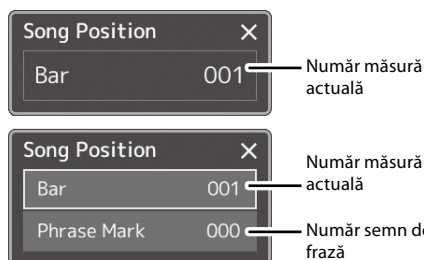 Song Position ×
Bar 001
Număr măsură
actuală
Song Position ×
Bar 001
Număr măsură
actuală
Phrase Mark 000
Număr semn de
frază